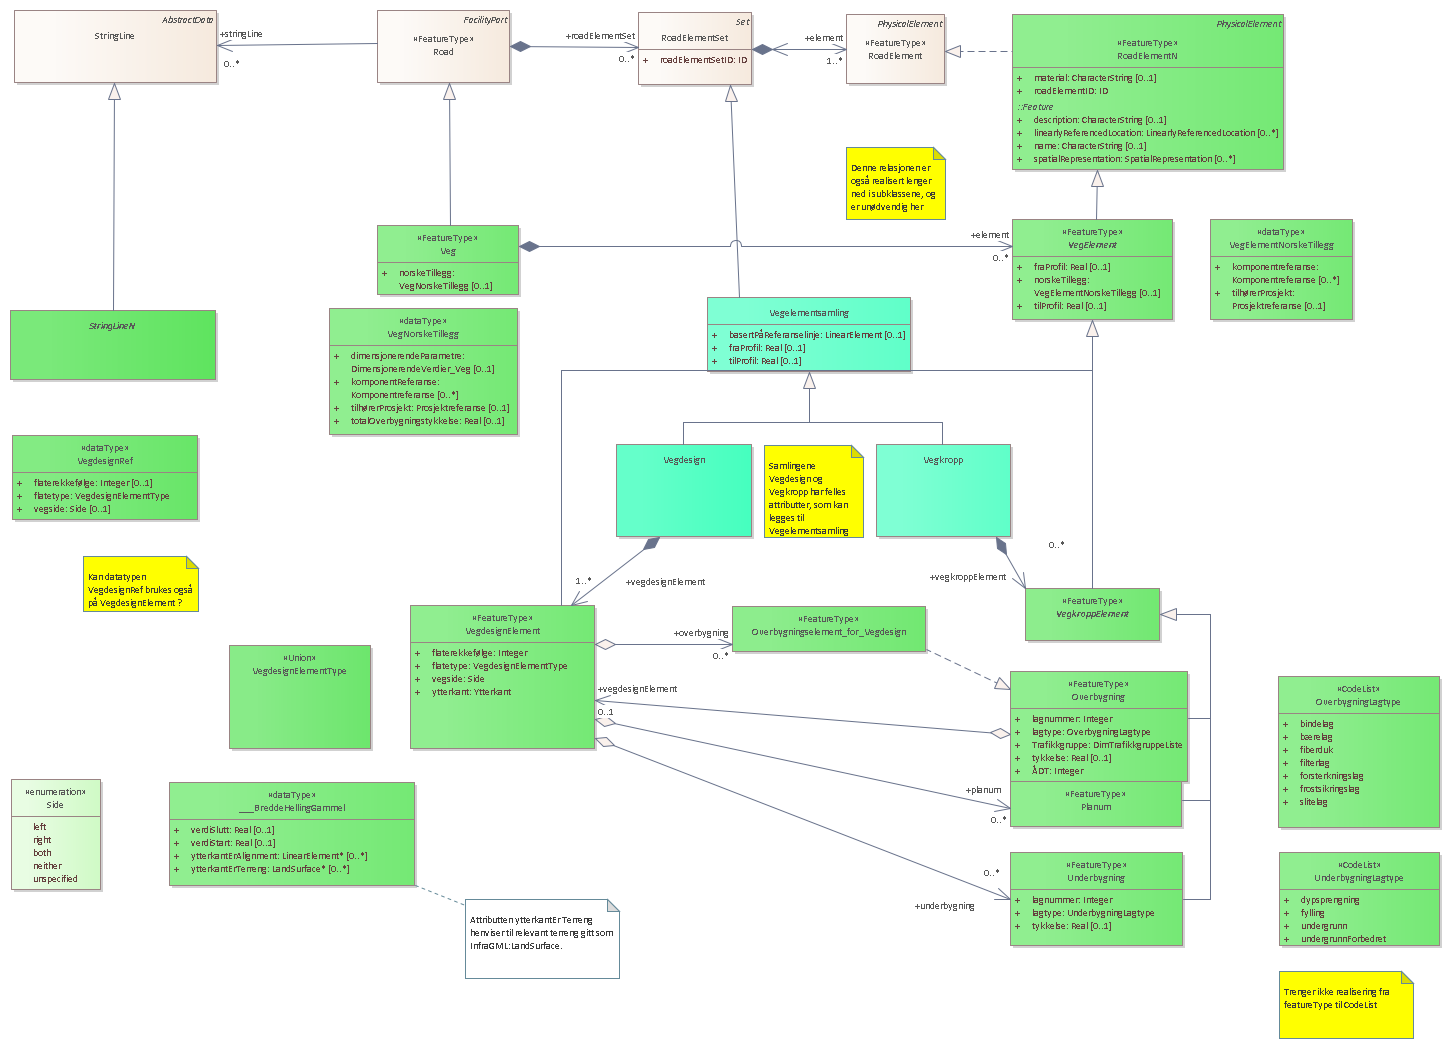 AbstractData
StringLine
+stringLine
0..*
FacilityPart
«FeatureType»
Road
+roadElementSet
0..*
Set
RoadElementSet
+ roadElementSetID: ID
+element
1..*
PhysicalElement
«FeatureType»
RoadElement
PhysicalElement
«FeatureType»
RoadElementN
+ material: CharacterString [0..1]
+ roadElementID: ID
::Feature
+ description: CharacterString [0..1]
+ linearlyReferencedLocation: LinearlyReferencedLocation [0..*]
+ name: CharacterString [0..1]
+ spatialRepresentation: SpatialRepresentation [0..*]
Denne relasjonen er
også realisert lenger
ned i subklassene, og
er unødvendig her
«FeatureType»
Veg
+ norskeTillegg:
VegNorskeTillegg [0..1]
+element
0..*
«FeatureType»
VegElement
+ fraProfil: Real [0..1]
+ norskeTillegg:
VegElementNorskeTillegg [0..1]
+ tilProfil: Real [0..1]
«dataType»
VegElementNorskeTillegg
+ komponentreferanse:
Komponentreferanse [0..*]
+ tilhørerProsjekt:
Prosjektreferanse [0..1]
StringLineN
«dataType»
VegNorskeTillegg
+ dimensjonerendeParametre:
DimensjonerendeVerdier_Veg [0..1]
+ komponentReferanse:
Komponentreferanse [0..*]
+ tilhørerProsjekt: Prosjektreferanse [0..1]
+ totalOverbygningstykkelse: Real [0..1]
Vegelementsamling
+ basertPåReferanselinje: LinearElement [0..1]
+ fraProfil: Real [0..1]
+ tilProfil: Real [0..1]
«dataType»
VegdesignRef
+ flaterekkefølge: Integer [0..1]
+ flatetype: VegdesignElementType
+ vegside: Side [0..1]
Vegdesign
Samlingene
Vegdesign og
Vegkropp har felles
attributter, som kan
legges til
Vegelementsamling
Vegkropp
Kan datatypen
VegdesignRef brukes også
på VegdesignElement ?
1..*
+vegdesignElement
0..*
+vegkroppElement
«FeatureType»
VegkroppElement
«FeatureType»
VegdesignElement
+ flaterekkefølge: Integer
+ flatetype: VegdesignElementType
+ vegside: Side
+ ytterkant: Ytterkant
+overbygning
0..*
«FeatureType»
Overbygningselement_for_Vegdesign
«Union»
VegdesignElementType
+vegdesignElement
0..1
«FeatureType»
Overbygning
+ lagnummer: Integer
+ lagtype: OverbygningLagtype
+ Trafikkgruppe: DimTrafikkgruppeListe
+ tykkelse: Real [0..1]
+ ÅDT: Integer
«CodeList»
OverbygningLagtype
+ bindelag
+ bærelag
+ fiberduk
+ filterlag
+ forsterkningslag
+ frostsikringslag
+ slitelag
+planum
0..*
«FeatureType»
Planum
«enumeration»
Side
left
right
both
neither
unspecified
«dataType»
___BreddeHellingGammel
+ verdiSlutt: Real [0..1]
+ verdiStart: Real [0..1]
+ ytterkantErAlignment: LinearElement* [0..*]
+ ytterkantErTerreng: LandSurface* [0..*]
0..*
+underbygning
«FeatureType»
Underbygning
+ lagnummer: Integer
+ lagtype: UnderbygningLagtype
+ tykkelse: Real [0..1]
«CodeList»
UnderbygningLagtype
+ dypsprengning
+ fylling
+ undergrunn
+ undergrunnForbedret
Attributten ytterkantErTerreng
henviser til relevant terreng gitt som
InfraGML:LandSurface.
Trenger ikke realisering fra
featureType til CodeList